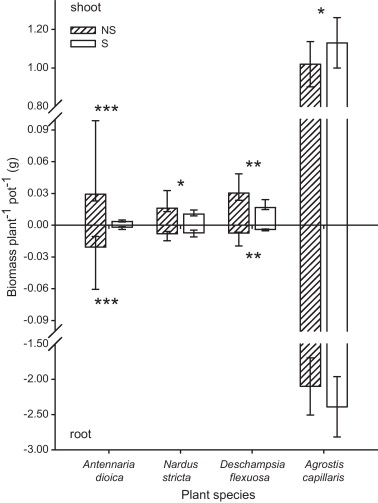 shoot
NS
S
*
1.20
1.00
0.80
***
0.09
0.06
**
*
0.03
0.00
-0.03
**
-0.06
***
-0.09
-1.50
-2.00
-2.50
root
-3.00
Biomass plant⁻¹ pot⁻¹ (g)
Antennaria Nardus Deschampsia Agrostis
dioica stricta flexuosa capillaris
Plant species